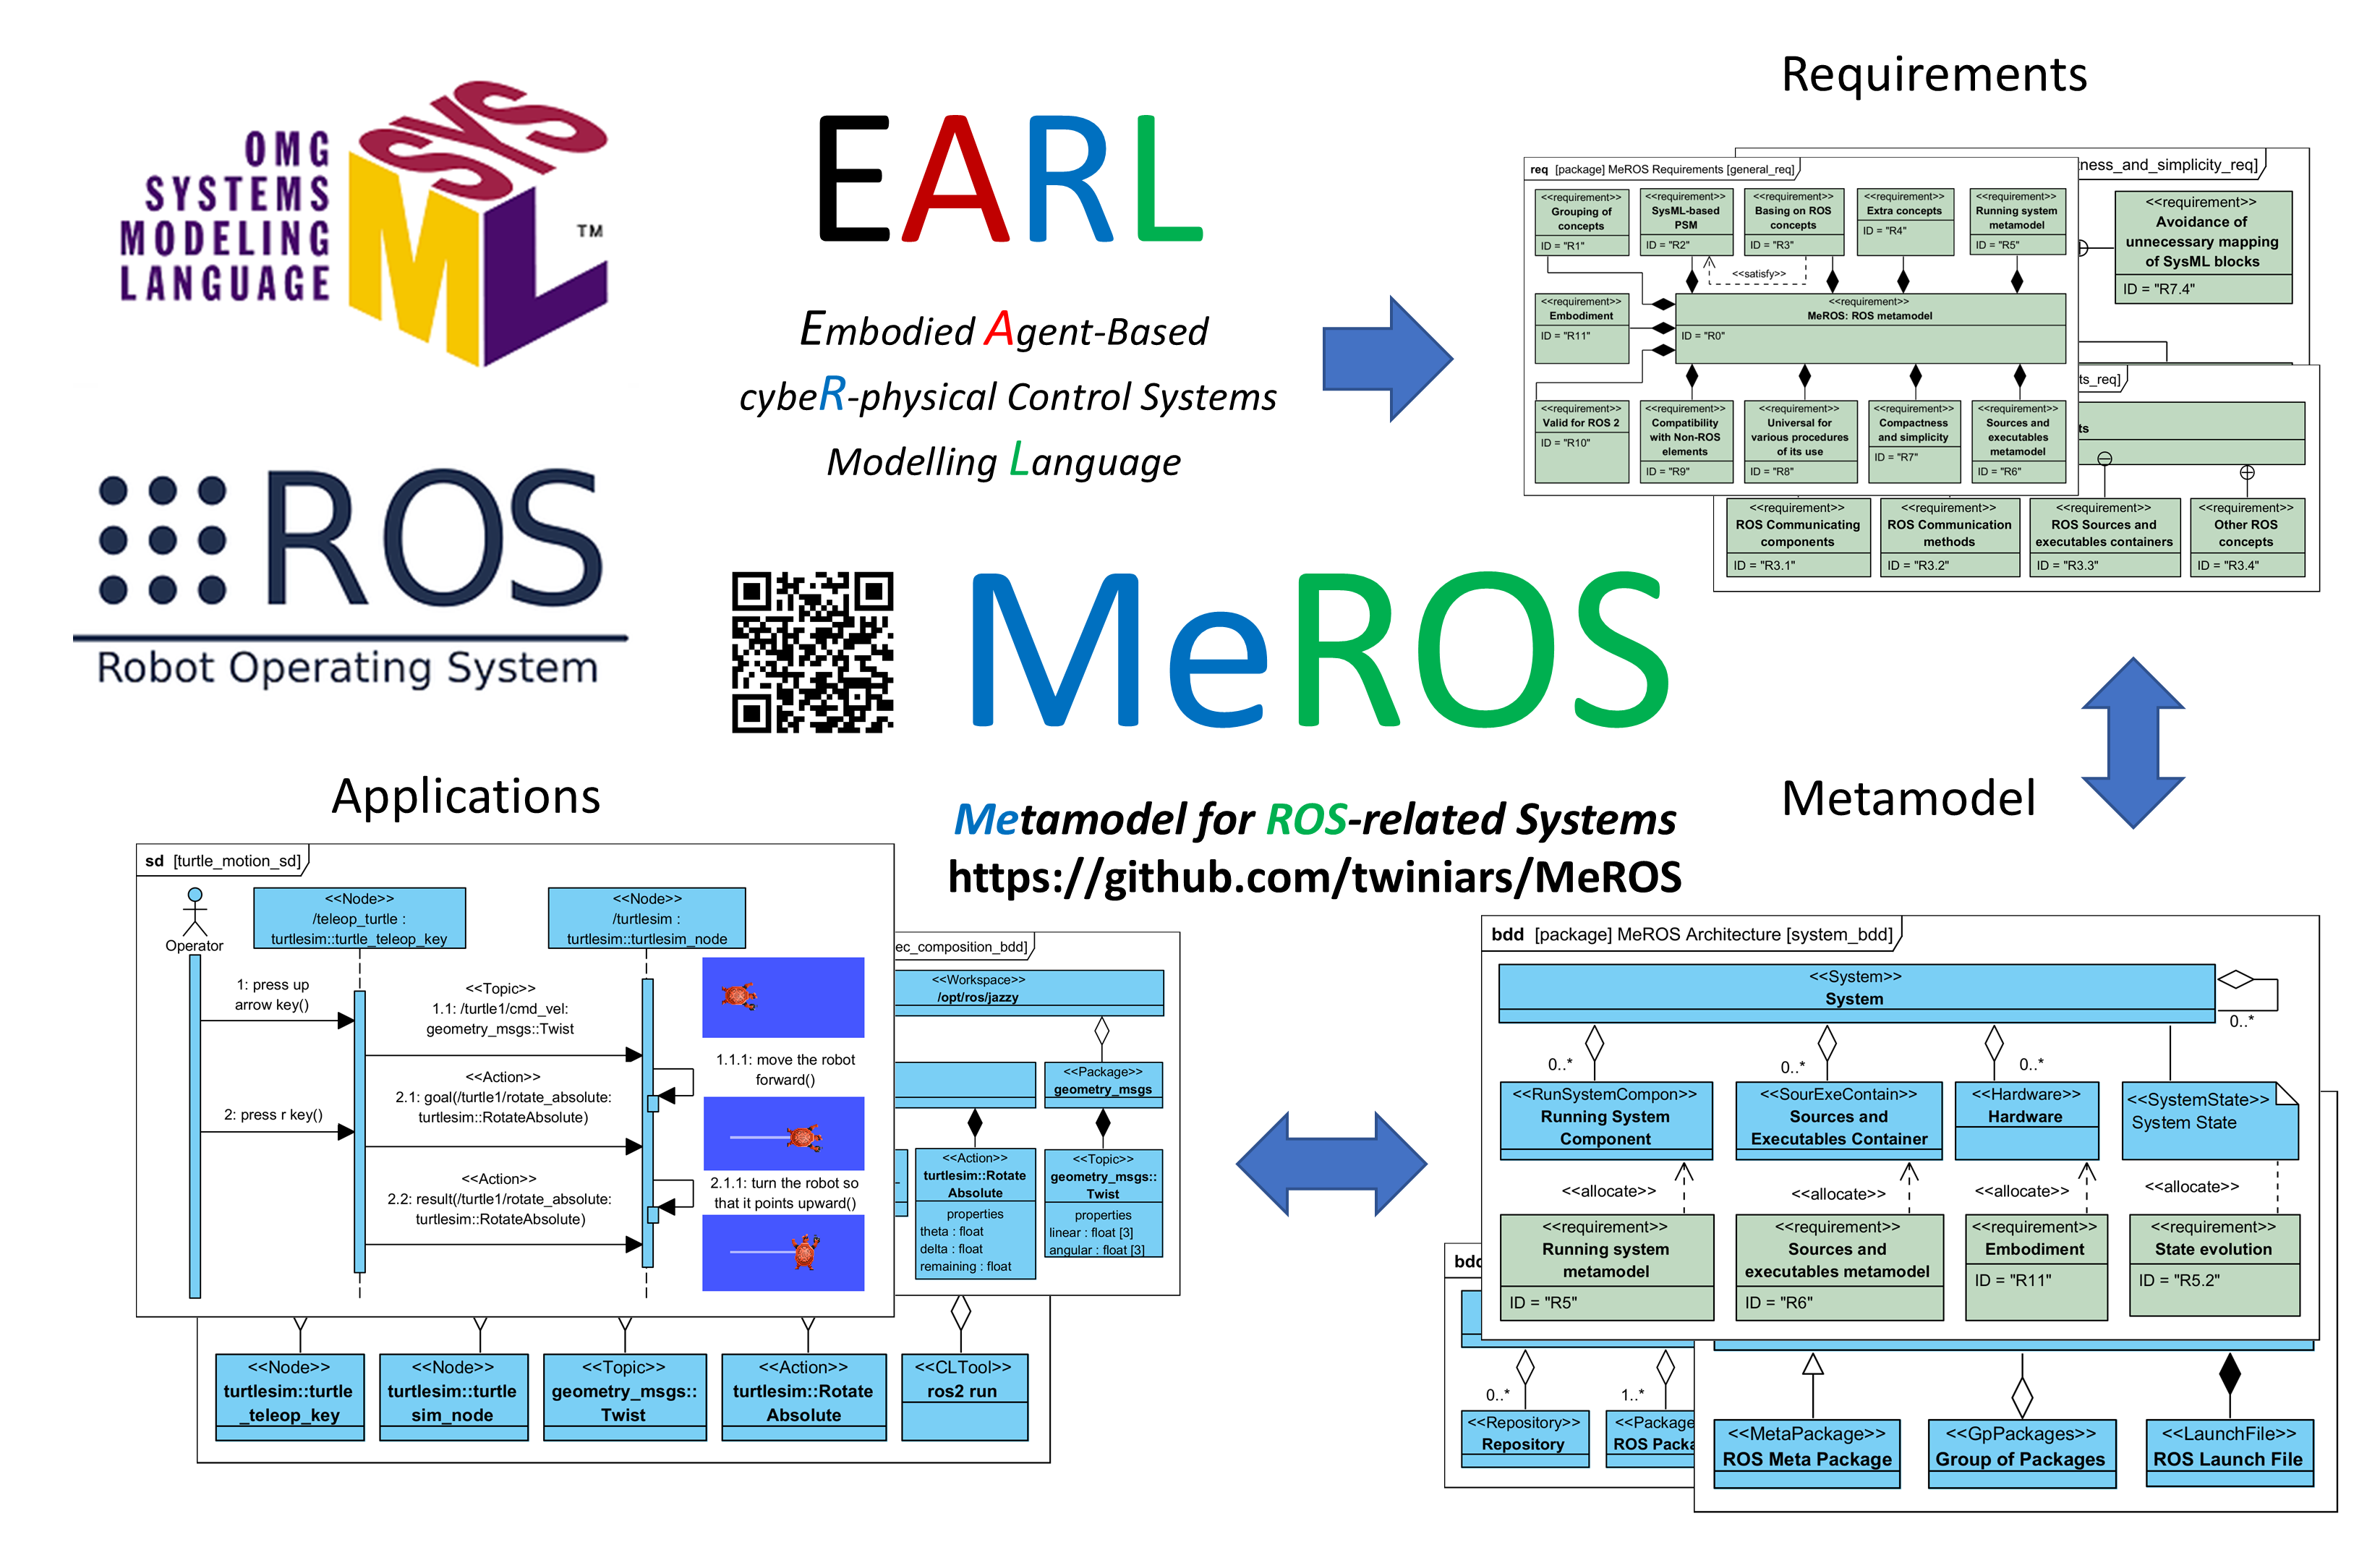 OMG
SYSTEMS
MODELING
LANGUAGE
SYS
ML
™
ROS
Robot Operating System
EARL
Embodied Agent-Based
cybeR-physical Control Systems
Modelling Language
MeROS
Metamodel for ROS-related Systems
https://github.com/twiniars/MeROS
Requirements
req [package] MeROS Requirements [general_req]
<<requirement>>
Grouping of
concepts
ID = "R1"
<<requirement>>
SysML-based
PSM
ID = "R2"
<<requirement>>
Basing on ROS
concepts
ID = "R3"
<<requirement>>
Extra concepts
ID = "R4"
<<requirement>>
Running system
metamodel
ID = "R5"
<<satisfy>>
<<requirement>>
Embodiment
ID = "R11"
<<requirement>>
MeROS: ROS metamodel
ID = "R0"
<<requirement>>
Valid for ROS 2
ID = "R10"
<<requirement>>
Compatibility
with Non-ROS
elements
ID = "R9"
<<requirement>>
Universal for
various procedures
of its use
ID = "R8"
<<requirement>>
Compactness
and simplicity
ID = "R7"
<<requirement>>
Sources and
executables
metamodel
ID = "R6"
ness_and_simplicity_req]
<<requirement>>
Avoidance of
unnecessary mapping
of SysML blocks
ID = "R7.4"
ts_req]
ts
<<requirement>>
ROS Communicating
components
ID = "R3.1"
<<requirement>>
ROS Communication
methods
ID = "R3.2"
<<requirement>>
ROS Sources and
executables containers
ID = "R3.3"
<<requirement>>
Other ROS
concepts
ID = "R3.4"
Metamodel
bdd [package] MeROS Architecture [system_bdd]
<<System>>
System
0..*
0..*
0..*
0..*
<<RunSystemCompon>>
Running System
Component
<<SourExeContain>>
Sources and
Executables Container
<<Hardware>>
Hardware
<<SystemState>>
System State
<<allocate>>
<<allocate>>
<<allocate>>
<<allocate>>
<<requirement>>
Running system
metamodel
ID = "R5"
<<requirement>>
Sources and
executables metamodel
ID = "R6"
<<requirement>>
Embodiment
ID = "R11"
<<requirement>>
State evolution
ID = "R5.2"
bdd
0..*
1..*
<<Repository>>
Repository
<<Package
ROS Packa
<<MetaPackage>>
ROS Meta Package
<<GpPackages>>
Group of Packages
<<LaunchFile>>
ROS Launch File
Applications
sd [turtle_motion_sd]
Operator
<<Node>>
/teleop_turtle :
turtlesim::turtle_teleop_key
<<Node>>
/turtlesim :
turtlesim::turtlesim_node
1: press up
arrow key()
<<Topic>>
1.1: /turtle1/cmd_vel:
geometry_msgs::Twist
1.1.1: move the robot
forward()
<<Action>>
2.1: goal(/turtle1/rotate_absolute:
turtlesim::RotateAbsolute)
2: press r key()
<<Action>>
2.2: result(/turtle1/rotate_absolute:
turtlesim::RotateAbsolute)
2.1.1: turn the robot so
that it points upward()
ec_composition_bdd]
<<Workspace>>
/opt/ros/jazzy
<<Package>>
geometry_msgs
<<Action>>
turtlesim::Rotate
Absolute
properties
theta : float
delta : float
remaining : float
<<Topic>>
geometry_msgs::
Twist
properties
linear : float [3]
angular : float [3]
<<Node>>
turtlesim::turtle
_teleop_key
<<Node>>
turtlesim::turtle
sim_node
<<Topic>>
geometry_msgs::
Twist
<<Action>>
turtlesim::Rotate
Absolute
<<CLTool>>
ros2 run